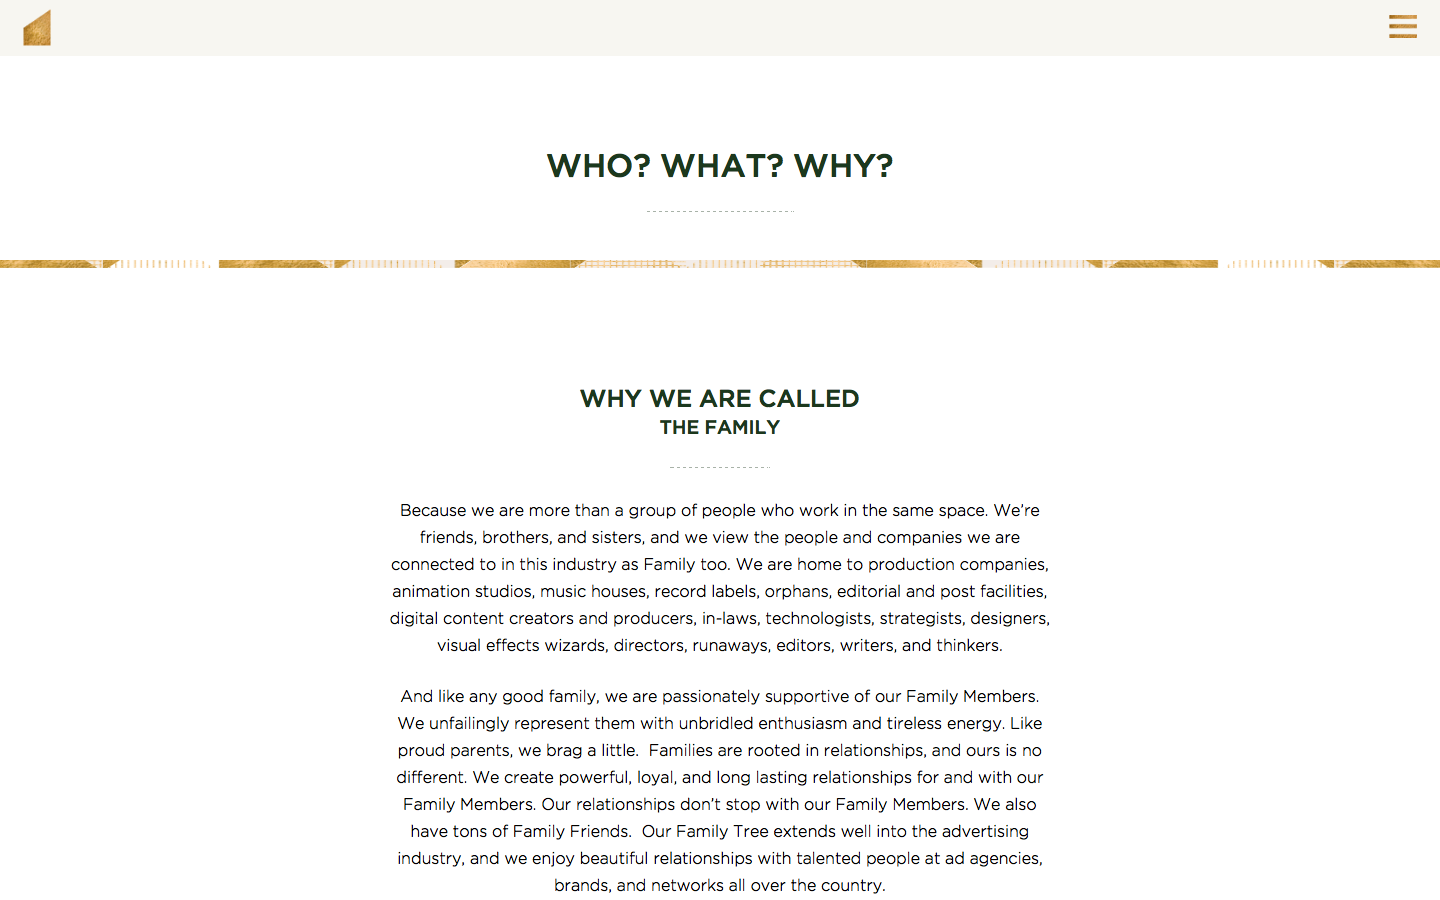 WHO? WHAT? WHY?
WHY WE ARE CALLED
THE FAMILY
Because we are more than a group of people who work in the same space. We’re
friends, brothers, and sisters, and we view the people and companies we are
connected to in this industry as Family too. We are home to production companies,
animation studios, music houses, record labels, orphans, editorial and post facilities,
digital content creators and producers, in-laws, technologists, strategists, designers,
visual effects wizards, directors, runaways, editors, writers, and thinkers.
And like any good family, we are passionately supportive of our Family Members.
We unfailingly represent them with unbridled enthusiasm and tireless energy. Like
proud parents, we brag a little.  Families are rooted in relationships, and ours is no
different. We create powerful, loyal, and long lasting relationships for and with our
Family Members. Our relationships don’t stop with our Family Members. We also
have tons of Family Friends.  Our Family Tree extends well into the advertising
industry, and we enjoy beautiful relationships with talented people at ad agencies,
brands, and networks all over the country.